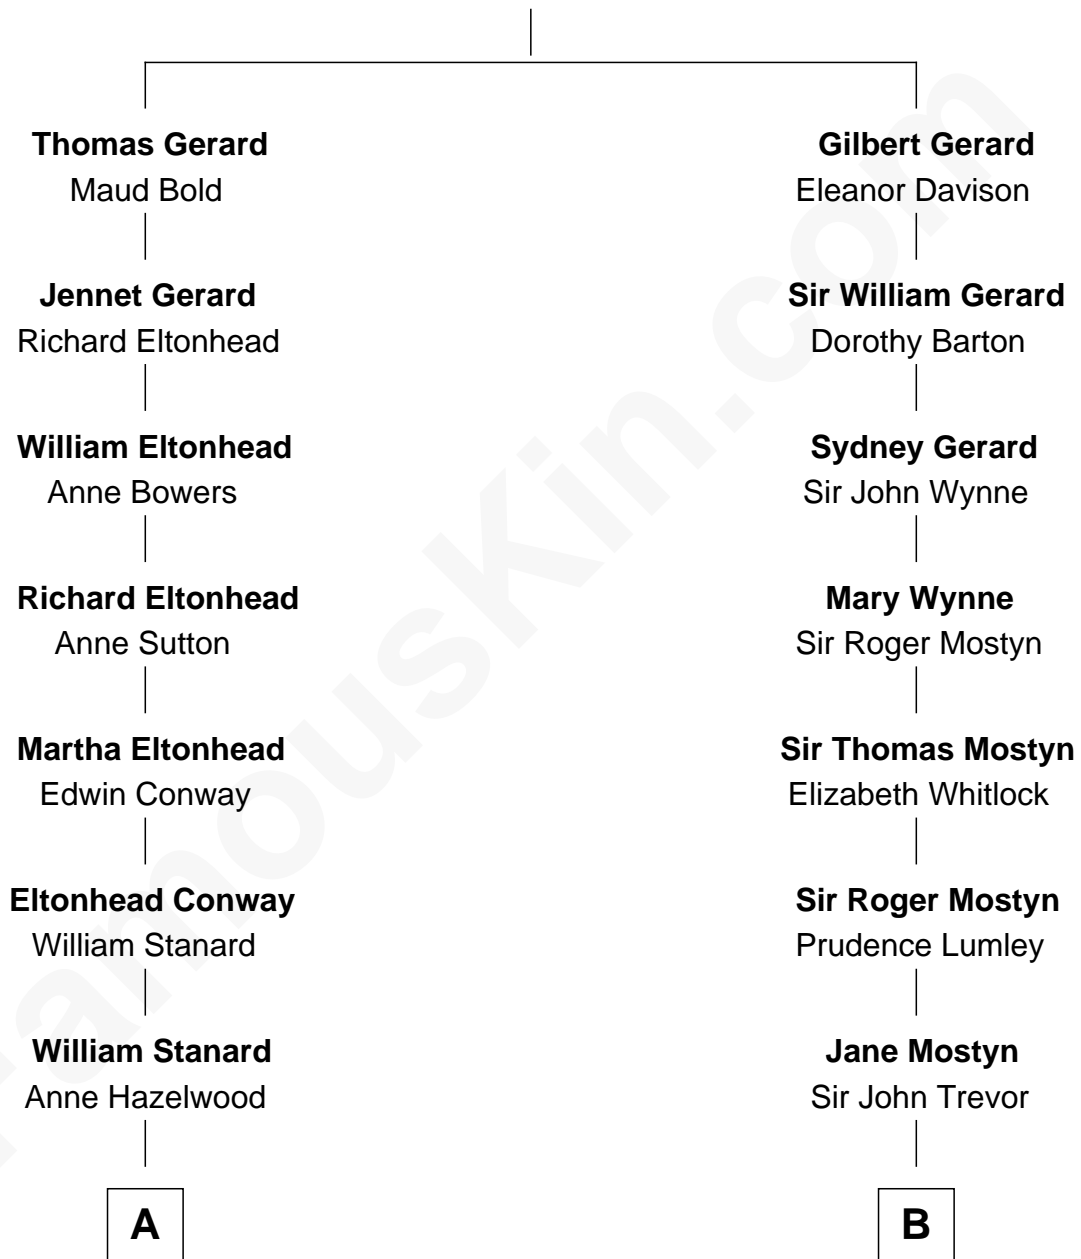 Thomas Gerard
Maud Bold
Jennet Gerard
Richard Eltonhead
William Eltonhead
Anne Bowers
Richard Eltonhead
Anne Sutton
Martha Eltonhead
Edwin Conway
Eltonhead Conway
William Stanard
William Stanard
Anne Hazelwood
A
Gilbert Gerard
Eleanor Davison
Sir William Gerard
Dorothy Barton
Sydney Gerard
Sir John Wynne
Mary Wynne
Sir Roger Mostyn
Sir Thomas Mostyn
Elizabeth Whitlock
Sir Roger Mostyn
Prudence Lumley
Jane Mostyn
Sir John Trevor
B
FamousKin.com